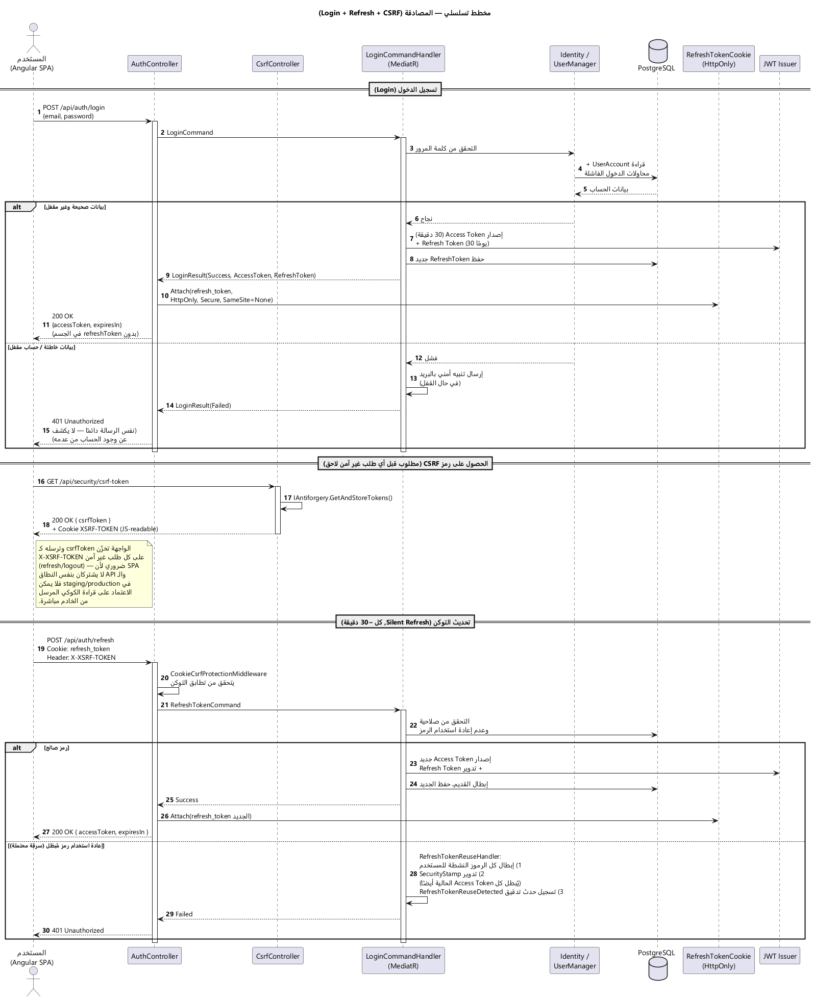 مخطط تسلسلي — المصادقة (Login + Refresh + CSRF)
المستخدم
(Angular SPA)
AuthController
CsrfController
LoginCommandHandler
(MediatR)
Identity /
UserManager
PostgreSQL
RefreshTokenCookie
(HttpOnly)
JWT Issuer
تسجيل الدخول (Login)
1 POST /api/auth/login
{email, password}
2 LoginCommand
3 التحقق من كلمة المرور
4 قراءة UserAccount +
محاولات الدخول الفاشلة
5 بيانات الحساب
alt [بيانات صحيحة وغير مقفل]
6 نجاح
7 إصدار Access Token (30 دقيقة)
+ Refresh Token (30 يومًا)
8 حفظ RefreshToken جديد
9 LoginResult(Success, AccessToken, RefreshToken)
10 Attach(refresh_token,
HttpOnly, Secure, SameSite=None)
11 200 OK
{accessToken, expiresIn}
(بدون refreshToken في الجسم)
[بيانات خاطئة / حساب مقفل]
12 فشل
13 إرسال تنبيه أمني بالبريد
(في حال القفل)
14 LoginResult(Failed)
15 401 Unauthorized
(نفس الرسالة دائمًا — لا يكشف
عن وجود الحساب من عدمه)
الحصول على رمز CSRF (مطلوب قبل أي طلب غير آمن لاحق)
16 GET /api/security/csrf-token
17 IAntiforgery.GetAndStoreTokens()
18 200 OK { csrfToken }
+ Cookie XSRF-TOKEN (JS-readable)
الواجهة تخزّن csrfToken وترسله كـ
X-XSRF-TOKEN على كل طلب غير آمن
(refresh/logout) — ضروري لأن SPA
والـ API لا يشتركان بنفس النطاق
في staging/production فلا يمكن
الاعتماد على قراءة الكوكي المرسل
من الخادم مباشرة.
تحديث التوكن (Silent Refresh, كل ~30 دقيقة)
19 POST /api/auth/refresh
Cookie: refresh_token
Header: X-XSRF-TOKEN
20 CookieCsrfProtectionMiddleware
يتحقق من تطابق التوكن
21 RefreshTokenCommand
22 التحقق من صلاحية
وعدم إعادة استخدام الرمز
alt [رمز صالح]
23 إصدار Access Token جديد
+ تدوير Refresh Token
24 إبطال القديم، حفظ الجديد
25 Success
26 Attach(refresh_token الجديد)
27 200 OK { accessToken, expiresIn }
[إعادة استخدام رمز مُبطَل (سرقة محتملة)]
28 RefreshTokenReuseHandler:
1) إبطال كل الرموز النشطة للمستخدم
2) تدوير SecurityStamp
(يُبطل كل Access Token الحالية أيضًا)
3) تسجيل حدث تدقيق RefreshTokenReuseDetected
29 Failed
30 401 Unauthorized
المستخدم
(Angular SPA)
AuthController
CsrfController
LoginCommandHandler
(MediatR)
Identity /
UserManager
PostgreSQL
RefreshTokenCookie
(HttpOnly)
JWT Issuer